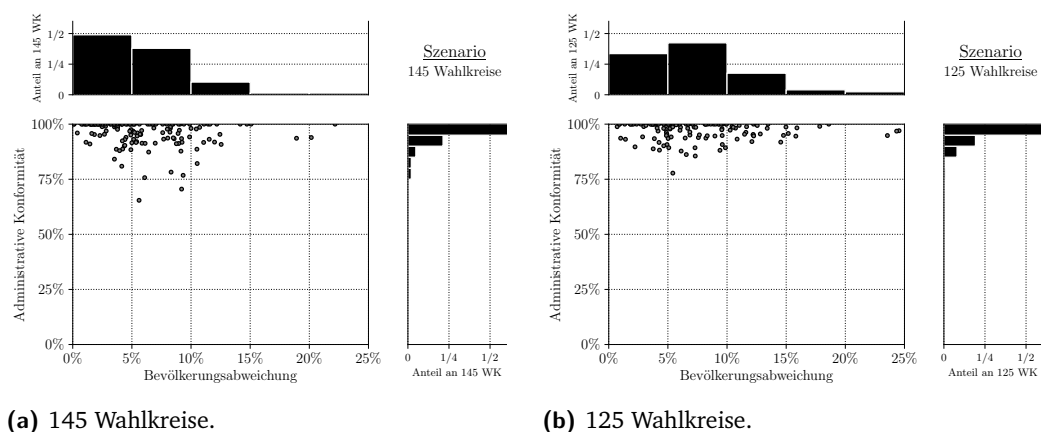 Anteil an 145 WK
1/2
1/4
0
Szenario
145 Wahlkreise
Administrative Konformität
100%
75%
50%
25%
0%
0%
5%
10%
15%
20%
25%
Bevölkerungsabweichung
0
1/4
1/2
Anteil an 145 WK
(a) 145 Wahlkreise.
Anteil an 125 WK
1/2
1/4
0
Szenario
125 Wahlkreise
Administrative Konformität
100%
75%
50%
25%
0%
0%
5%
10%
15%
20%
25%
Bevölkerungsabweichung
0
1/4
1/2
Anteil an 125 WK
(b) 125 Wahlkreise.